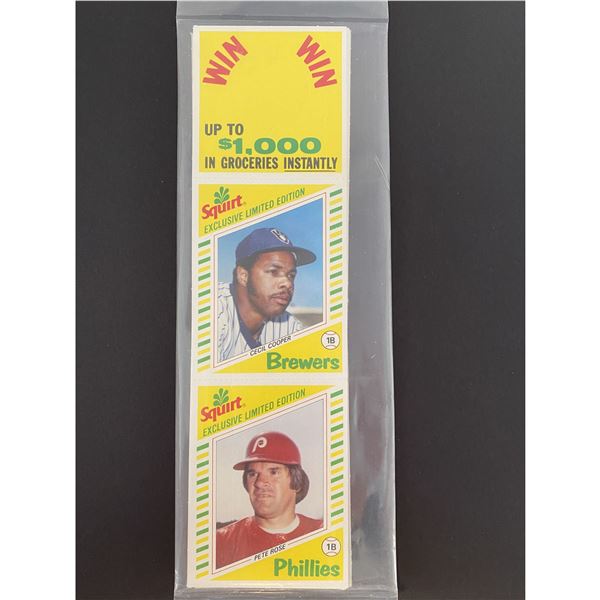 WIN WIN
UP TO
$1,000
IN GROCERIES INSTANTLY
Squirt®
EXCLUSIVE LIMITED EDITION
CECIL COOPER
1B
Brewers
Squirt®
EXCLUSIVE LIMITED EDITION
P
PETE ROSE
1B
Phillies